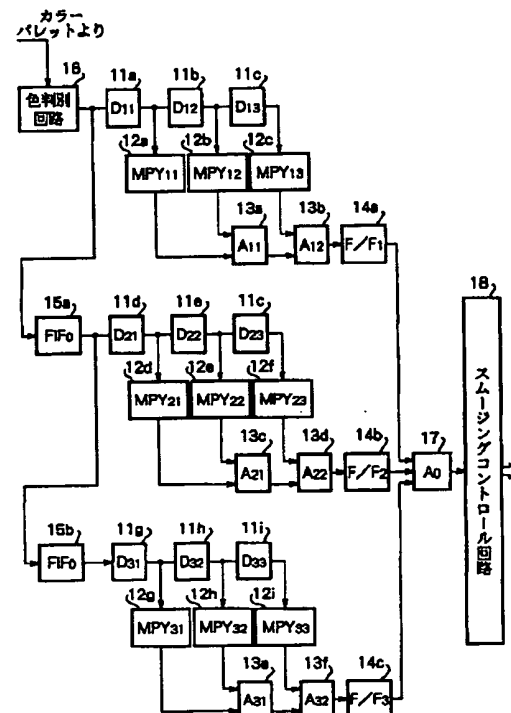 カラー
パレットより
16
色判別
回路
11a
11b
11c
D11
D12
D13
12a
12b
12c
MPY11
MPY12
MPY13
13a
13b
14a
A11
A12
F/F1
15a
11d
11e
11c
FIFo
D21
D22
D23
12d
12e
12f
MPY21
MPY22
MPY23
13c
13d
14b
A21
A22
F/F2
17
A0
18
スムージングコントロール回路
15b
11g
11h
11i
FIFo
D31
D32
D33
12g
12h
12i
MPY31
MPY32
MPY33
13e
13f
14c
A31
A32
F/F3